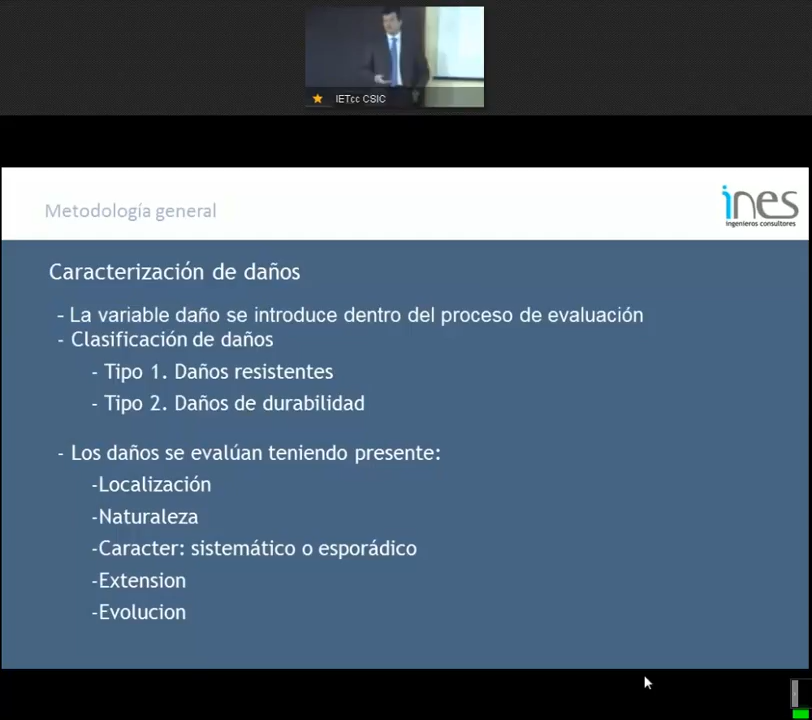 IETcc CSIC
Metodología general
ines
ingenieros consultores
Caracterización de daños
- La variable daño se introduce dentro del proceso de evaluación
- Clasificación de daños
- Tipo 1. Daños resistentes
- Tipo 2. Daños de durabilidad
- Los daños se evalúan teniendo presente:
-Localización
-Naturaleza
-Caracter: sistemático o esporádico
-Extension
-Evolucion